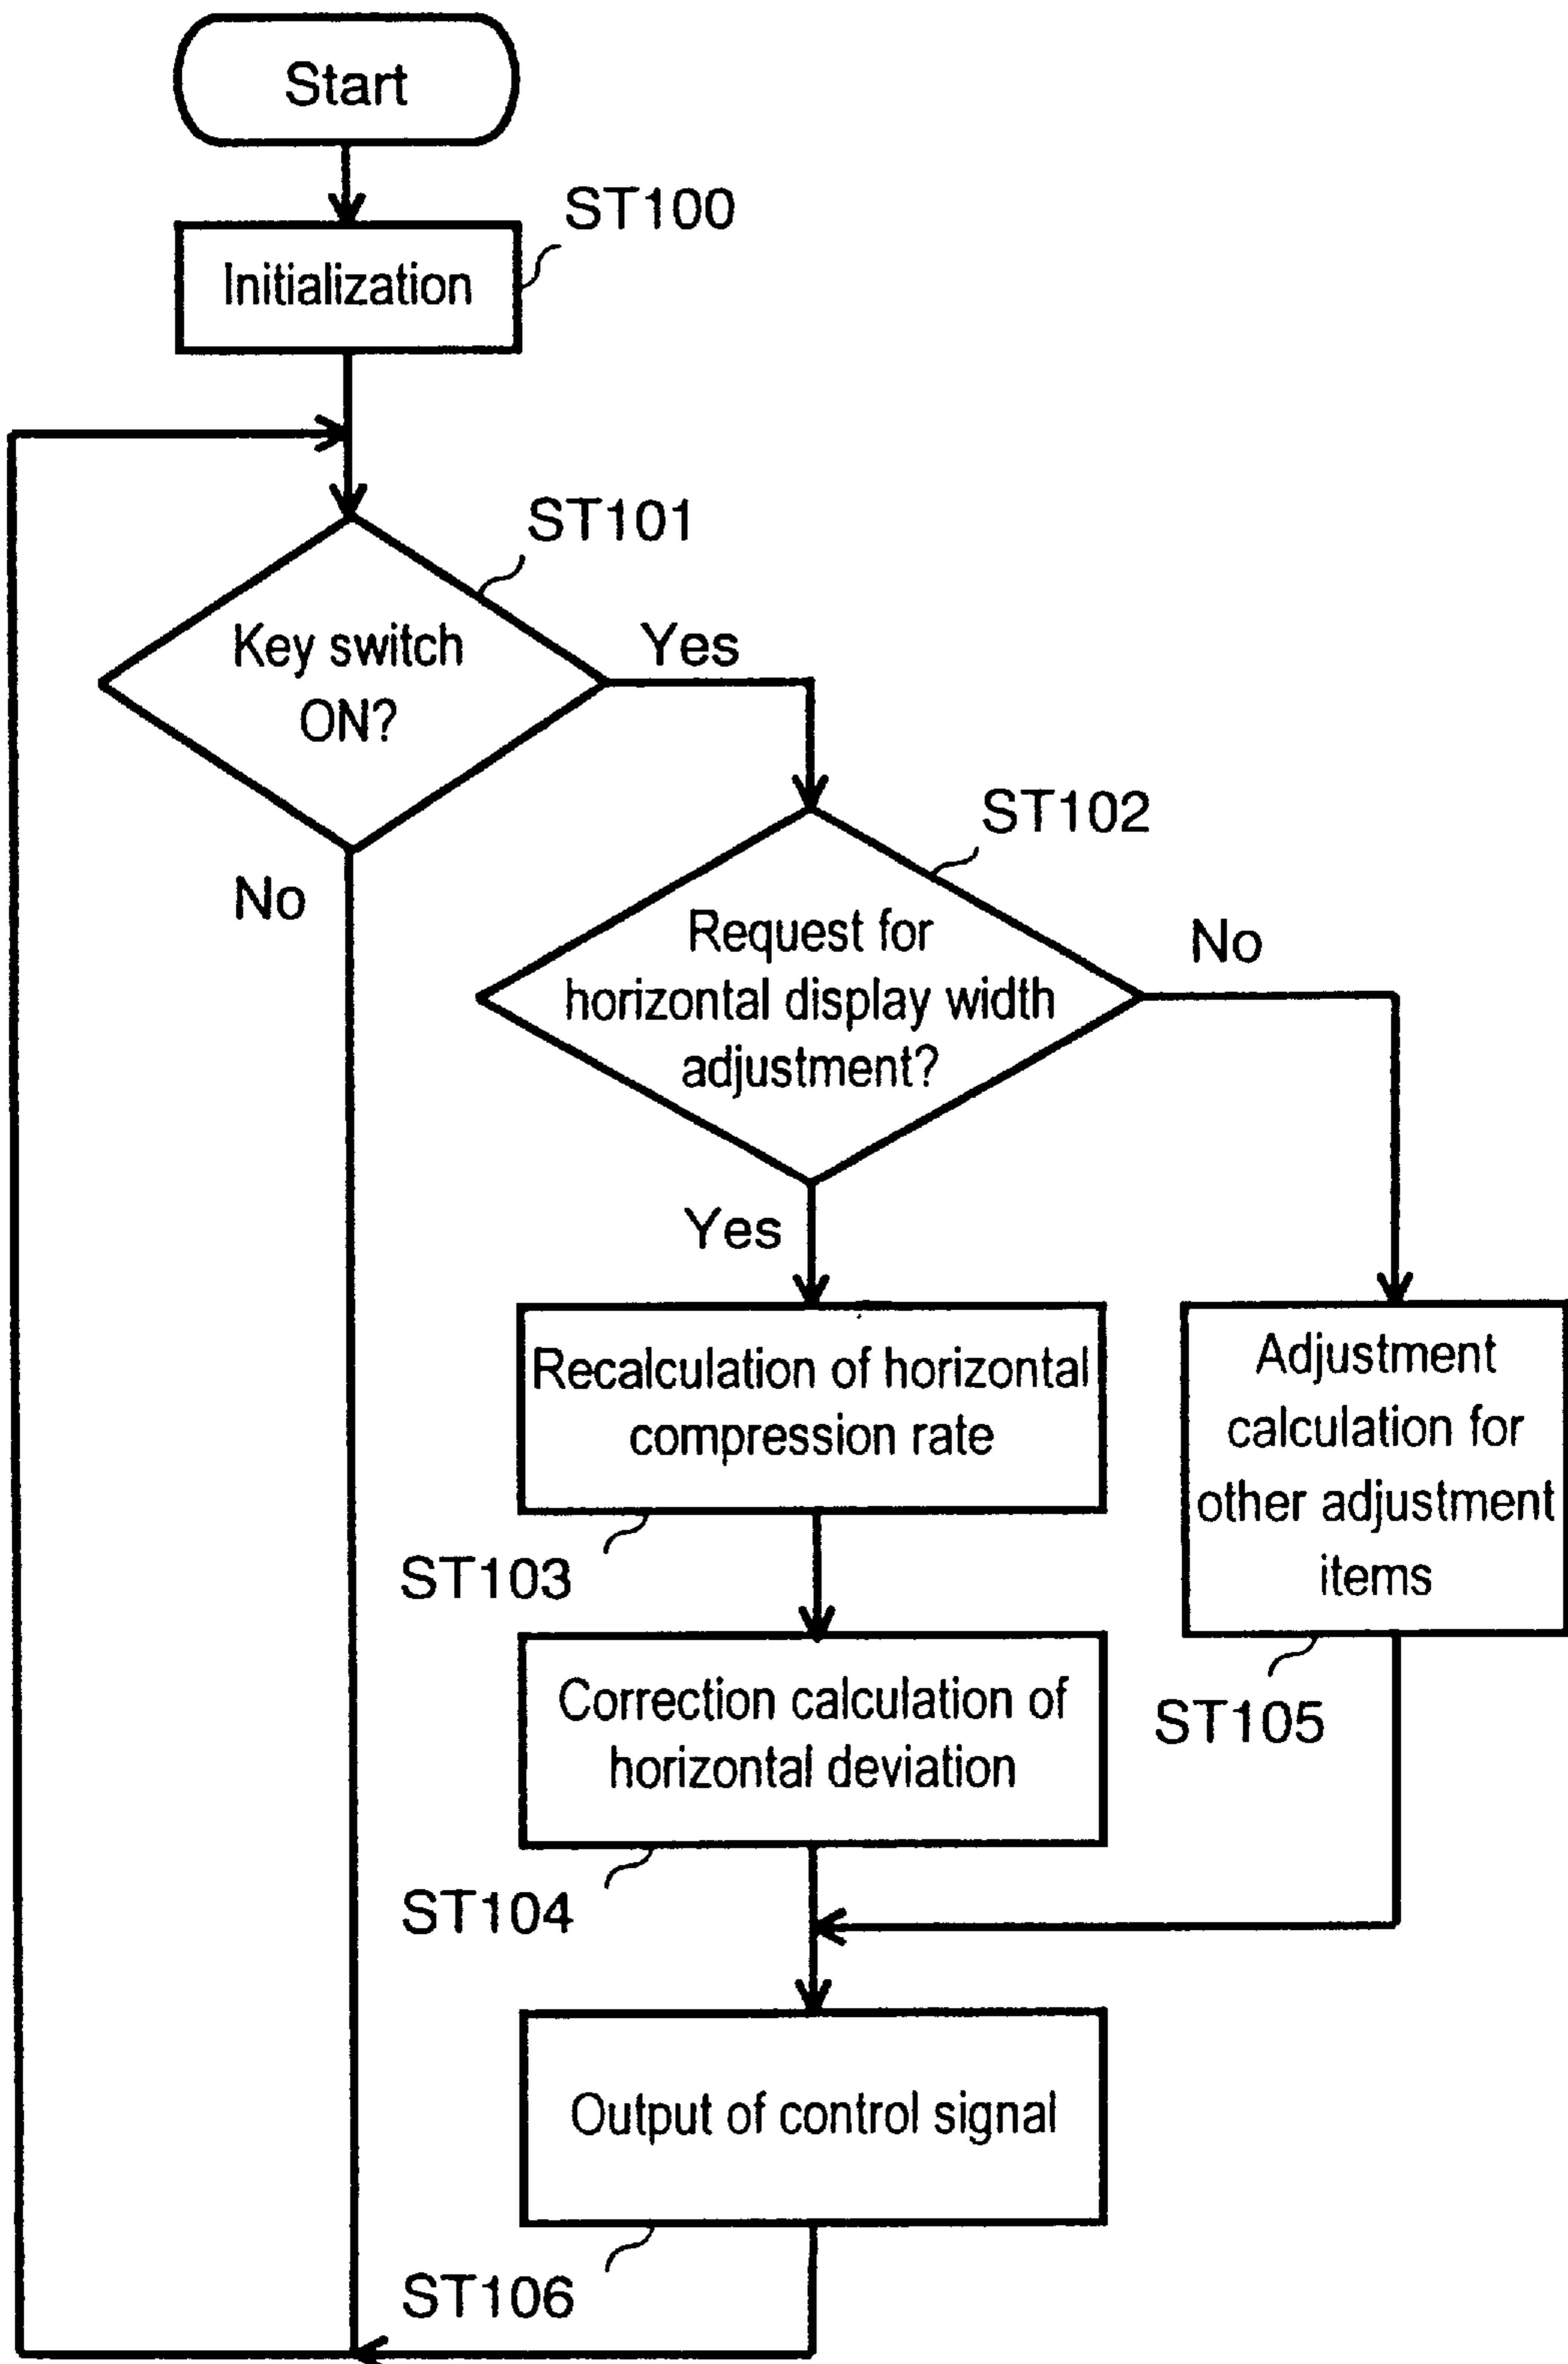 Start
ST100
Initialization
ST101
Key switch
ON?
Yes
No
ST102
Request for
horizontal display width
adjustment?
No
Yes
Recalculation of horizontal
compression rate
ST103
Adjustment
calculation for
other adjustment
items
ST105
Correction calculation of
horizontal deviation
ST104
Output of control signal
ST106